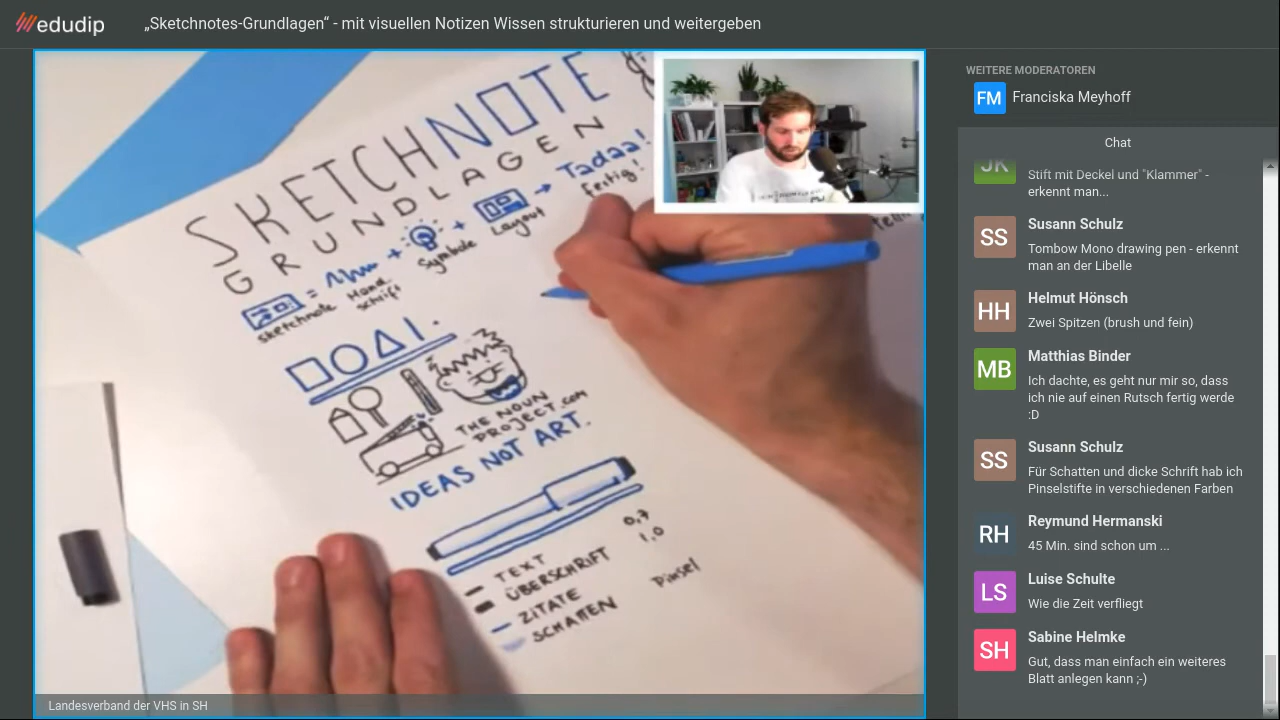 edudip
„Sketchnotes-Grundlagen“ - mit visuellen Notizen Wissen strukturieren und weitergeben
SKETCHNOTE
GRUNDLAGEN
sketchnote = Handschrift + Symbole + Layout → Tadaa! fertig!
THE NOUN
PROJECT.com
IDEAS NOT ART.
TEXT 0,7
ÜBERSCHRIFT 1,0
ZITATE
SCHATTEN Pinsel
Landesverband der VHS in SH
WEITERE MODERATOREN
FM Franciska Meyhoff
Chat
JK
Stift mit Deckel und "Klammer" -
erkennt man...
SS
Susann Schulz
Tombow Mono drawing pen - erkennt
man an der Libelle
HH
Helmut Hönsch
Zwei Spitzen (brush und fein)
MB
Matthias Binder
Ich dachte, es geht nur mir so, dass
ich nie auf einen Rutsch fertig werde
:D
SS
Susann Schulz
Für Schatten und dicke Schrift hab ich
Pinselstifte in verschiedenen Farben
RH
Reymund Hermanski
45 Min. sind schon um ...
LS
Luise Schulte
Wie die Zeit verfliegt
SH
Sabine Helmke
Gut, dass man einfach ein weiteres
Blatt anlegen kann ;-)